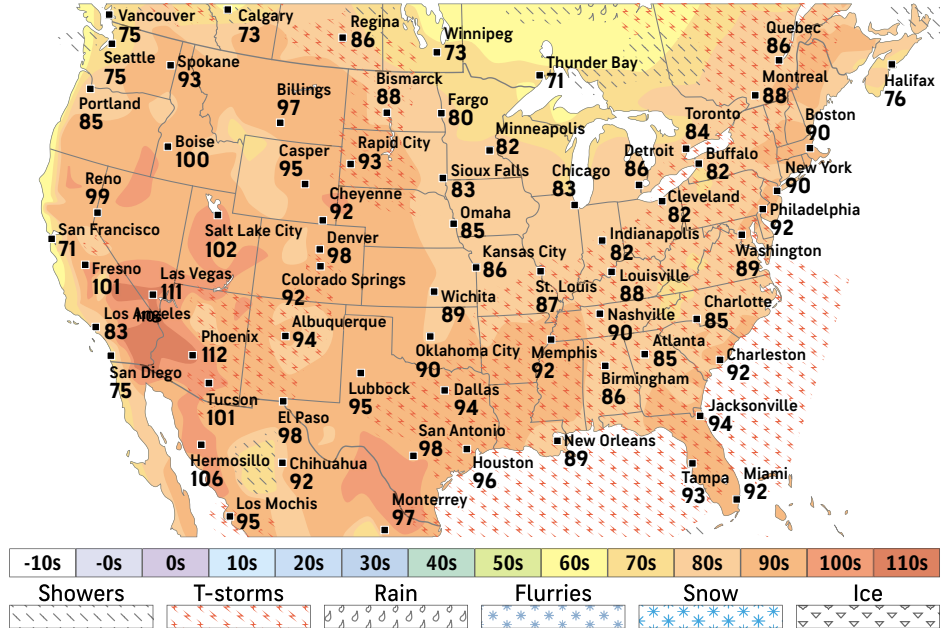 Vancouver
75
Calgary
73
Regina
86
Winnipeg
73
Quebec
86
Seattle
75
Spokane
93
Thunder Bay
71
Montreal
88
Halifax
76
Portland
85
Billings
97
Bismarck
88
Fargo
80
Toronto
84
Boston
90
Boise
100
Casper
95
Rapid City
93
Minneapolis
82
Detroit
86
Buffalo
82
Sioux Falls
83
Chicago
83
New York
90
Reno
99
Cheyenne
92
Cleveland
82
Philadelphia
92
San Francisco
71
Salt Lake City
102
Denver
98
Omaha
85
Indianapolis
82
Washington
89
Fresno
101
Las Vegas
111
Colorado Springs
92
Kansas City
86
St. Louis
87
Louisville
88
Wichita
89
Los Angeles
83
110s
Phoenix
112
Albuquerque
94
Oklahoma City
90
Memphis
92
Nashville
90
Charlotte
85
Atlanta
85
Charleston
92
San Diego
75
Tucson
101
Lubbock
95
Dallas
94
Birmingham
86
El Paso
98
Jacksonville
94
San Antonio
98
New Orleans
89
Hermosillo
106
Chihuahua
92
Houston
96
Tampa
93
Miami
92
Los Mochis
95
Monterrey
97
-10s -0s 0s 10s 20s 30s 40s 50s 60s 70s 80s 90s 100s 110s
Showers T-storms Rain Flurries Snow Ice